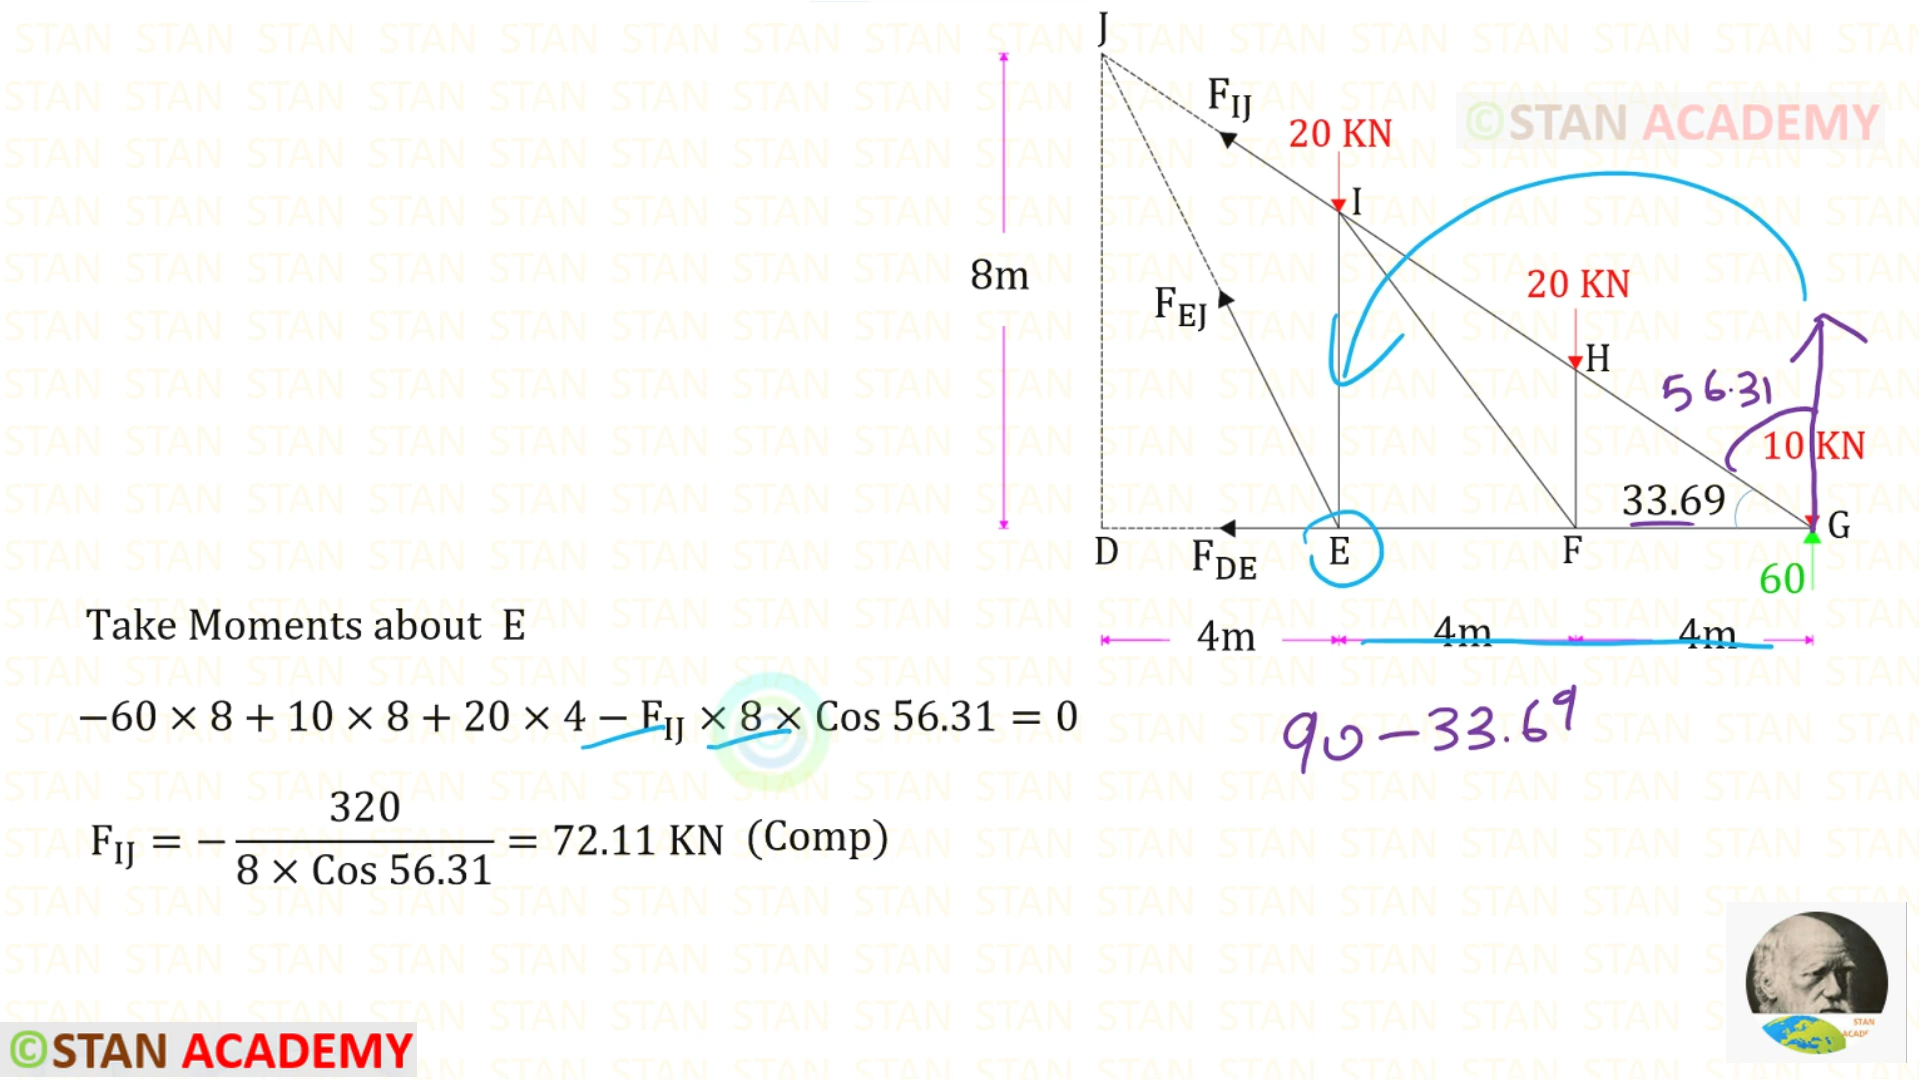 J
F_IJ
20 KN
©STAN ACADEMY
I
8m
F_EJ
20 KN
H
56.31
10 KN
33.69
G
D
F_DE
E
F
60
4m
4m
4m
Take Moments about E
−60 × 8 + 10 × 8 + 20 × 4 − F_IJ × 8 × Cos 56.31 = 0
90 − 33.69
F_IJ = − 320 / 8 × Cos 56.31 = 72.11 KN (Comp)
©STAN ACADEMY